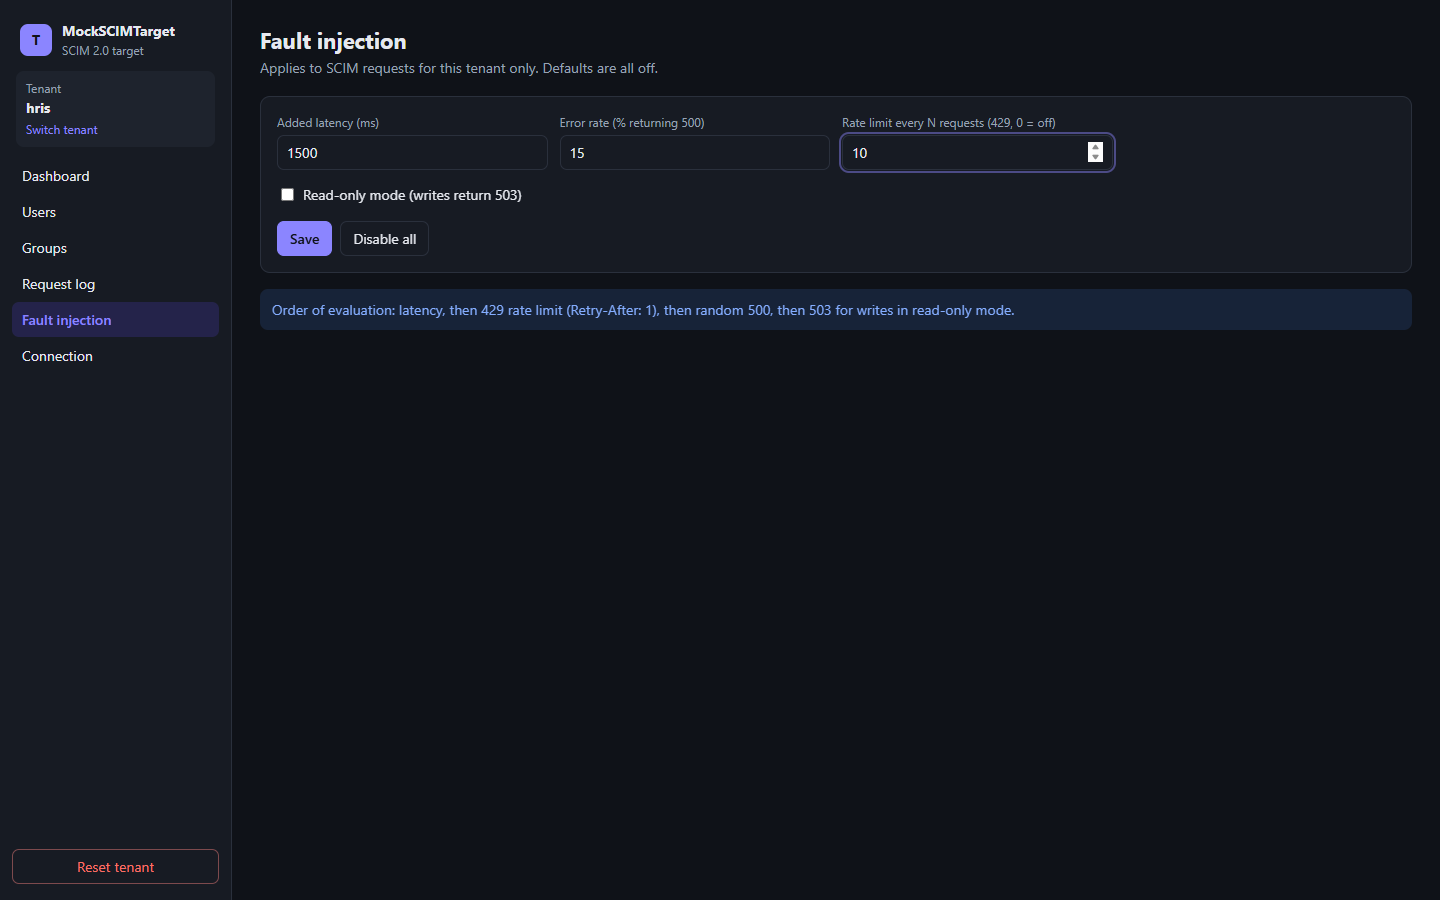 T
MockSCIMTarget
SCIM 2.0 target
Tenant
hris
Switch tenant
Dashboard
Users
Groups
Request log
Fault injection
Connection
Reset tenant
Fault injection
Applies to SCIM requests for this tenant only. Defaults are all off.
Added latency (ms)
1500
Error rate (% returning 500)
15
Rate limit every N requests (429, 0 = off)
10
Read-only mode (writes return 503)
Save
Disable all
Order of evaluation: latency, then 429 rate limit (Retry-After: 1), then random 500, then 503 for writes in read-only mode.